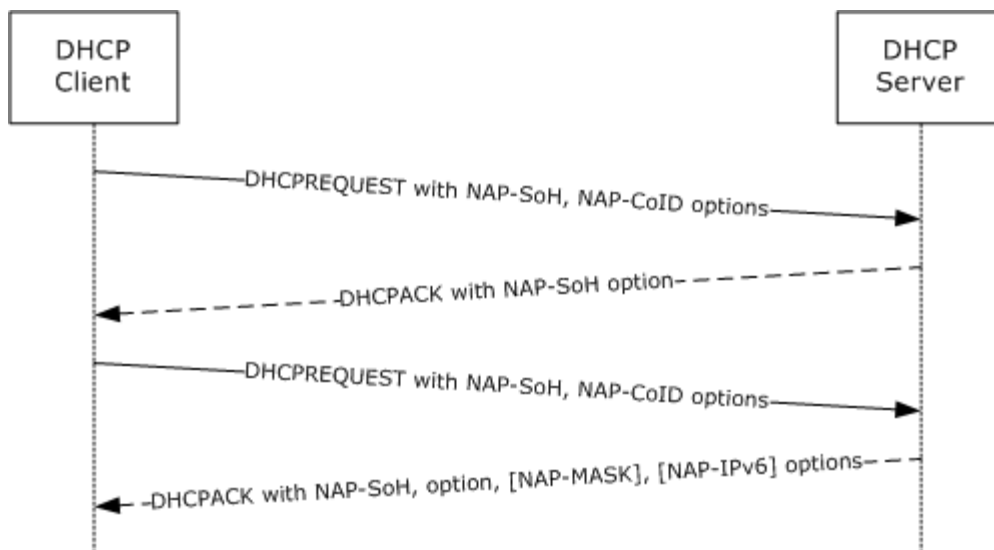 DHCP
Client
DHCP
Server
DHCPREQUEST with NAP-SoH, NAP-CoID options
DHCPACK with NAP-SoH option
DHCPREQUEST with NAP-SoH, NAP-CoID options
DHCPACK with NAP-SoH, option, [NAP-MASK], [NAP-IPv6] options